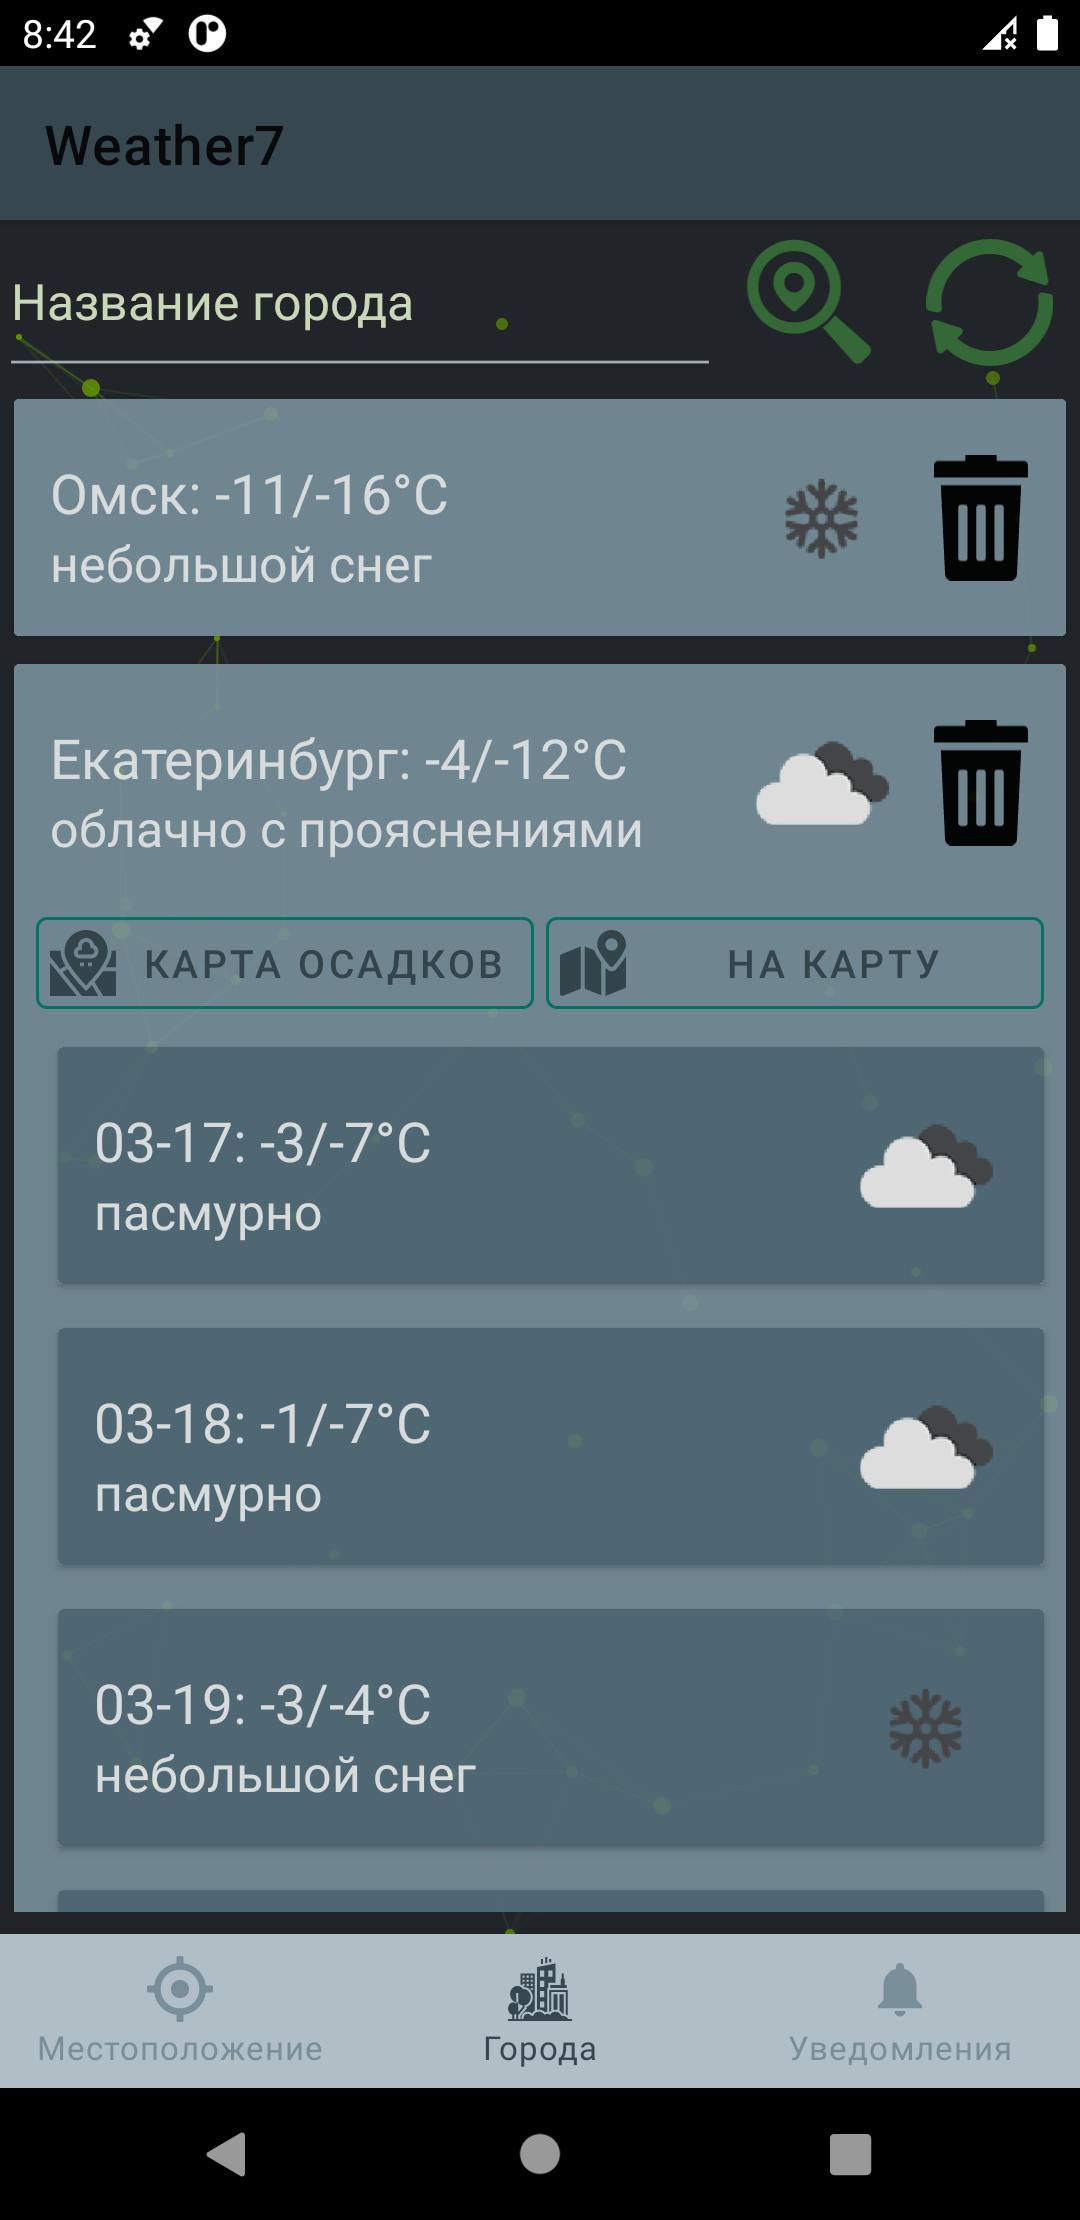 8:42
Weather7
Название города
Омск: -11/-16°C
небольшой снег
Екатеринбург: -4/-12°C
облачно с прояснениями
КАРТА ОСАДКОВ
НА КАРТУ
03-17: -3/-7°C
пасмурно
03-18: -1/-7°C
пасмурно
03-19: -3/-4°C
небольшой снег
Местоположение
Города
Уведомления